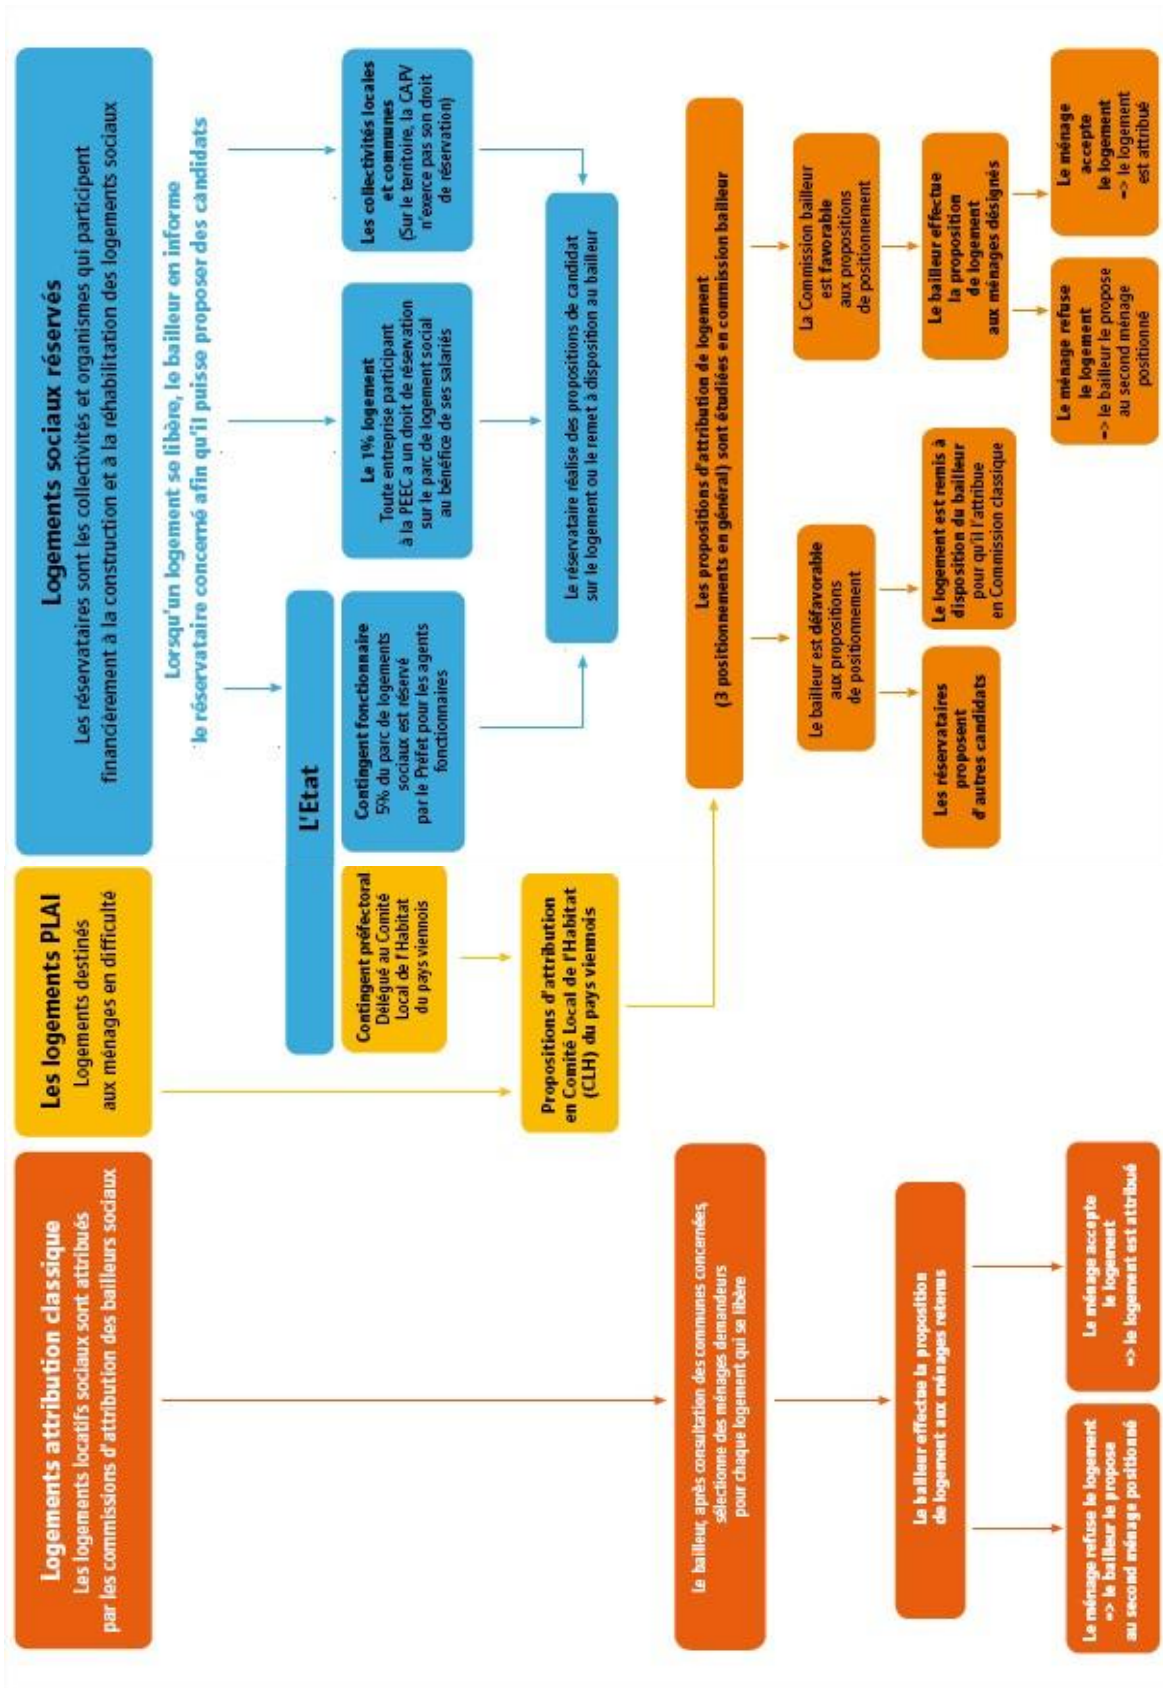 Logements attribution classique
Les logements locatifs sociaux sont attribués
par les commissions d'attribution des bailleurs sociaux
Les logements PLAI
Logements destinés
aux ménages en difficulté
Logements sociaux réservés
Les réservataires sont les collectivités et organismes qui participent
financièrement à la construction et à la réhabilitation des logements sociaux
Lorsqu'un logement se libère, le bailleur en informe
le réservataire concerné afin qu'il puisse proposer des candidats
L'Etat
Contingent préfectoral
Délégué au Comité
Local de l'Habitat
du pays viennois
Contingent fonctionnaire
5% du parc de logements
sociaux est réservé
par le Préfet pour les agents
fonctionnaires
Le 1% logement
Toute entreprise participant
à la PEEC a un droit de réservation
sur le parc de logement social
au bénéfice de ses salariés
Les collectivités locales
et communes
(Sur le territoire, la CAPV
n'exerce pas son droit
de réservation)
Propositions d'attribution
en Comité Local de l'Habitat
(CLH) du pays viennois
Le réservataire réalise des propositions de candidat
sur le logement ou le remet à disposition au bailleur
Le bailleur, après consultation des communes concernées,
sélectionne des ménages demandeurs
pour chaque logement qui se libère
Les propositions d'attribution de logement
(3 positionnements en général) sont étudiées en commission bailleur
Le bailleur est défavorable
aux propositions
de positionnement
La Commission bailleur
est favorable
aux propositions
de positionnement
Le bailleur effectue la proposition
de logement aux ménages retenus
Les réservataires
proposent
d'autres candidats
Le logement est remis à
disposition du bailleur
pour qu'il l'attribue
en Commission classique
Le bailleur effectue
la proposition
de logement
aux ménages désignés
Le ménage refuse le logement
=> le bailleur le propose
au second ménage positionné
Le ménage accepte
le logement
=> le logement est attribué
Le ménage refuse
le logement
=> le bailleur le propose
au second ménage
positionné
Le ménage
accepte
le logement
=> le logement
est attribué